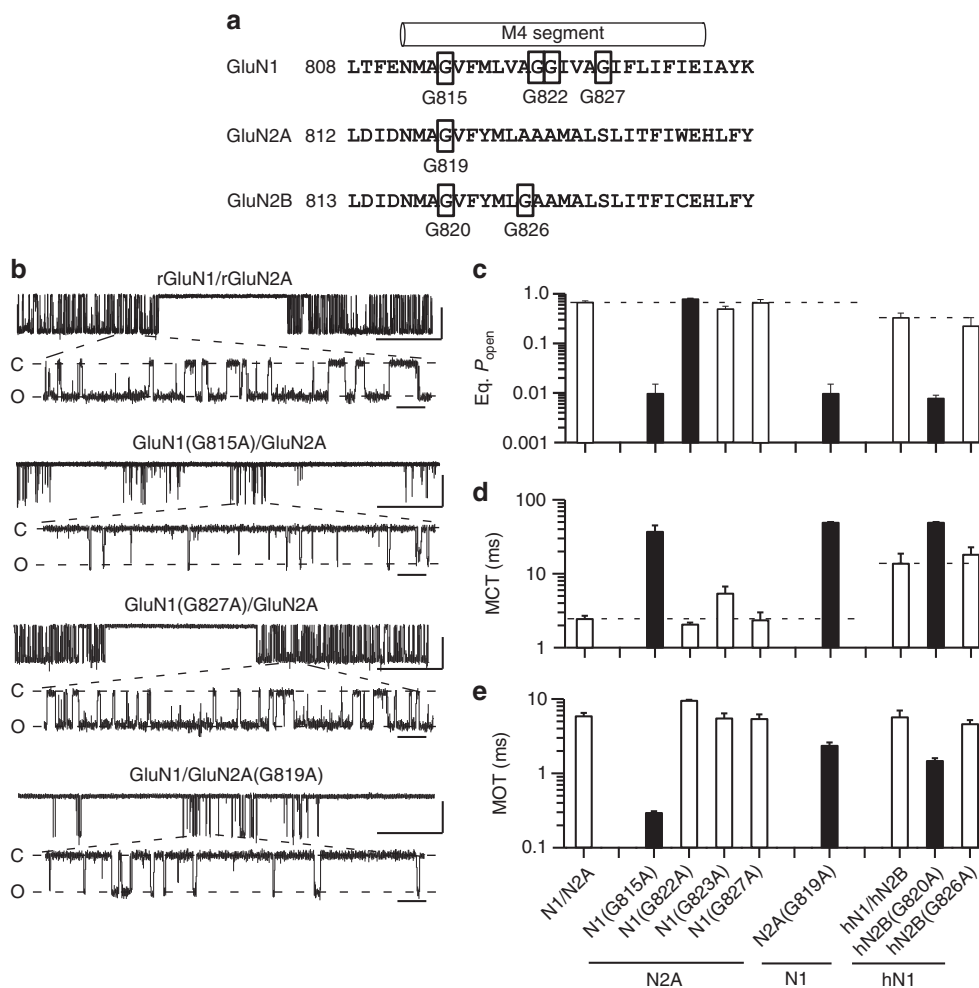 a
M4 segment
GluN1 808 LTFENMAGVFMLVAGGIVAGIFLIFIEIAYK
G815 G822 G827
GluN2A 812 LDIDNMAGVFYMLAAAMALSLITFIWEHLFY
G819
GluN2B 813 LDIDNMAGVFYMLGAAMALSLITFICEHLFY
G820 G826
b
rGluN1/rGluN2A
C
O
GluN1(G815A)/GluN2A
C
O
GluN1(G827A)/GluN2A
C
O
GluN1/GluN2A(G819A)
C
O
c
Eq. Popen
1.0
0.1
0.01
0.001
d
MCT (ms)
100
10
1
e
MOT (ms)
10
1
0.1
N1/N2A
N1(G815A)
N1(G822A)
N1(G823A)
N1(G827A)
N2A(G819A)
hN1/hN2B
hN2B(G820A)
hN2B(G826A)
N2A N1 hN1